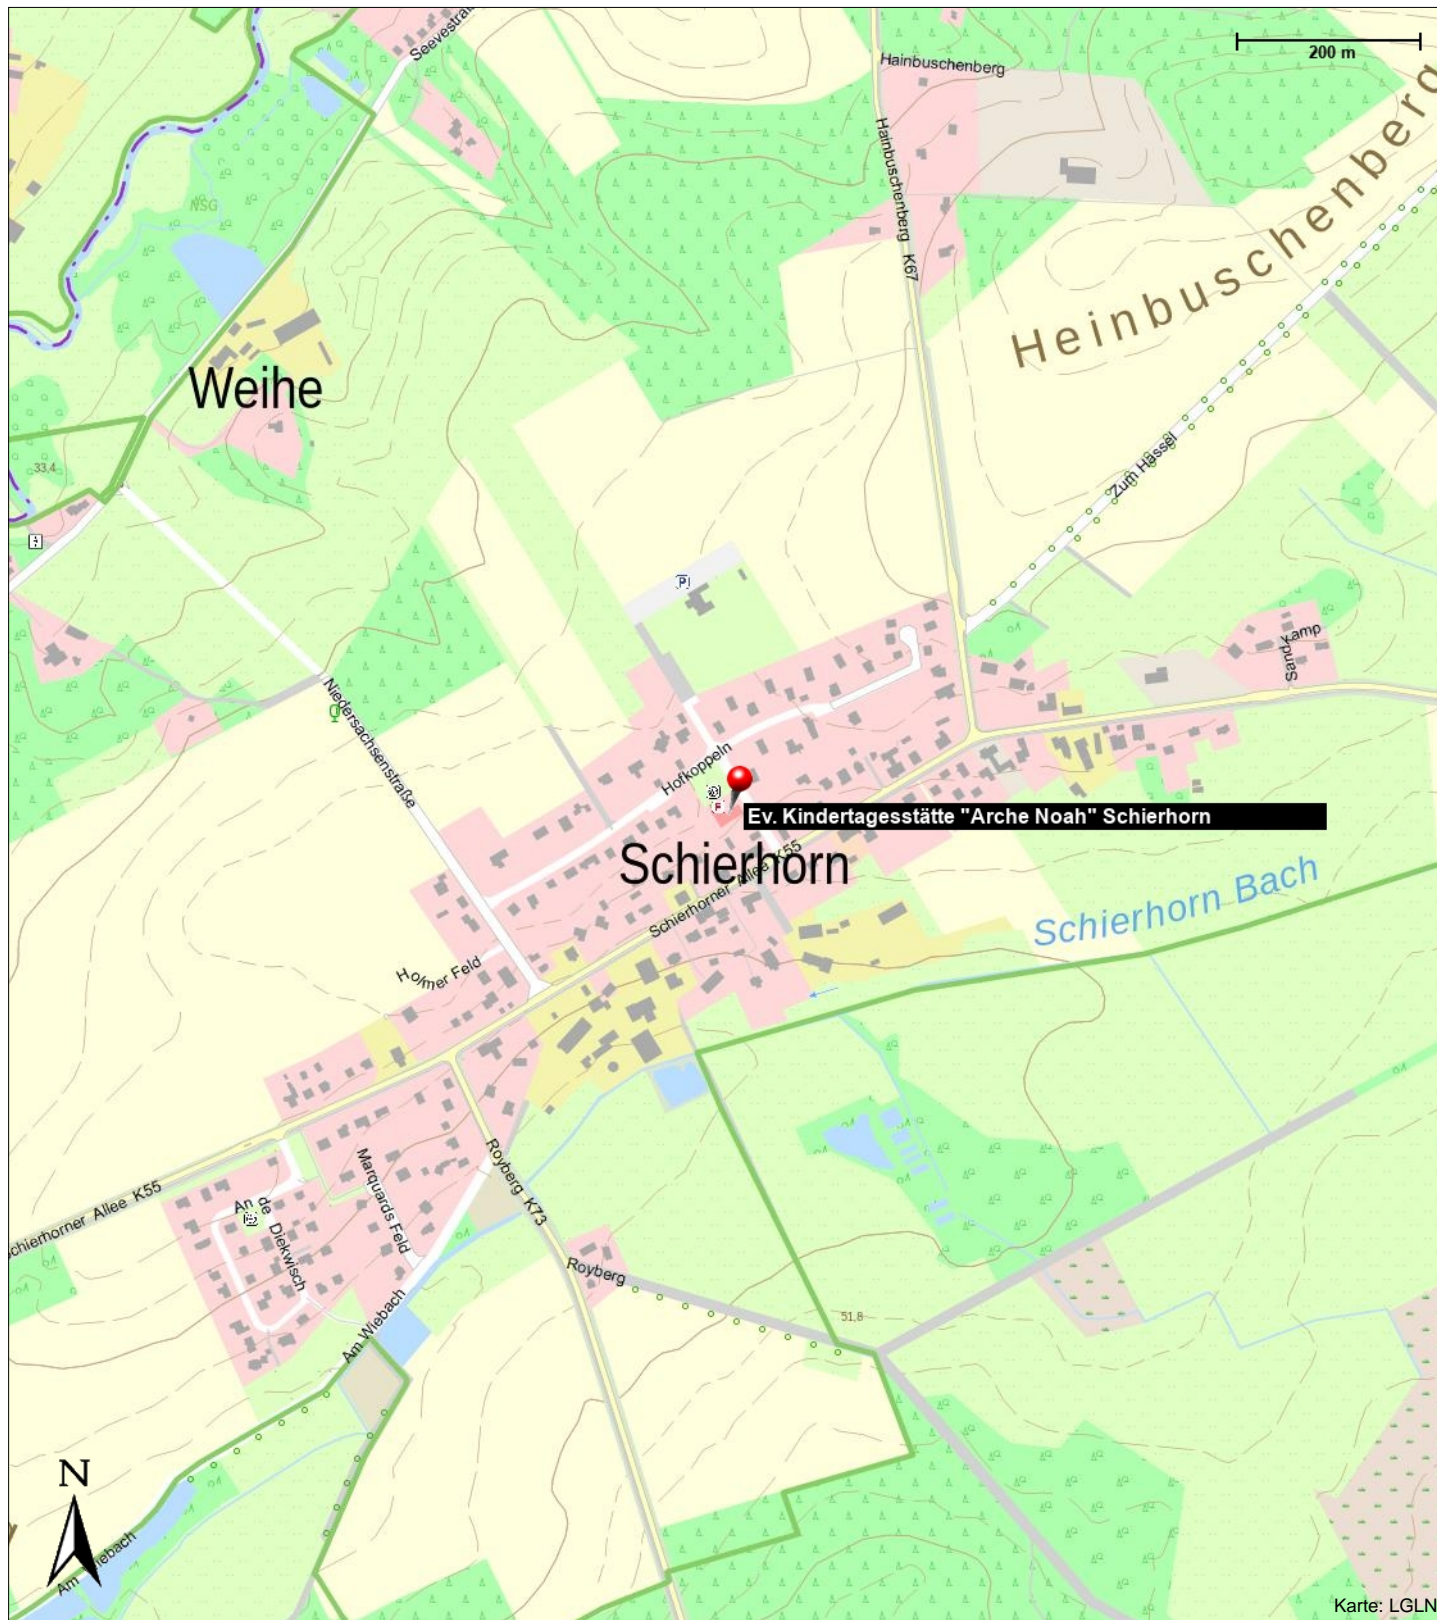 Seevestraß
200 m
Hainbuschenberg
Hainbuschenberg K67
Heinbuschenberg
NSG
Weihe
33,4
Zum Hassel
P
Sandkamp
Niedersachsenstraße
Hofkoppeln
F
Ev. Kindertagesstätte "Arche Noah" Schierhorn
Schierhorn
Schierhorner Allee K55
Schierhorn Bach
Holmer Feld
Royberg K73
Marquards Feld
Schierhorner Allee K55
An de Diekwisch
Royberg
Am Wiebach
51,8
N
Am Wiebach
Karte: LGLN